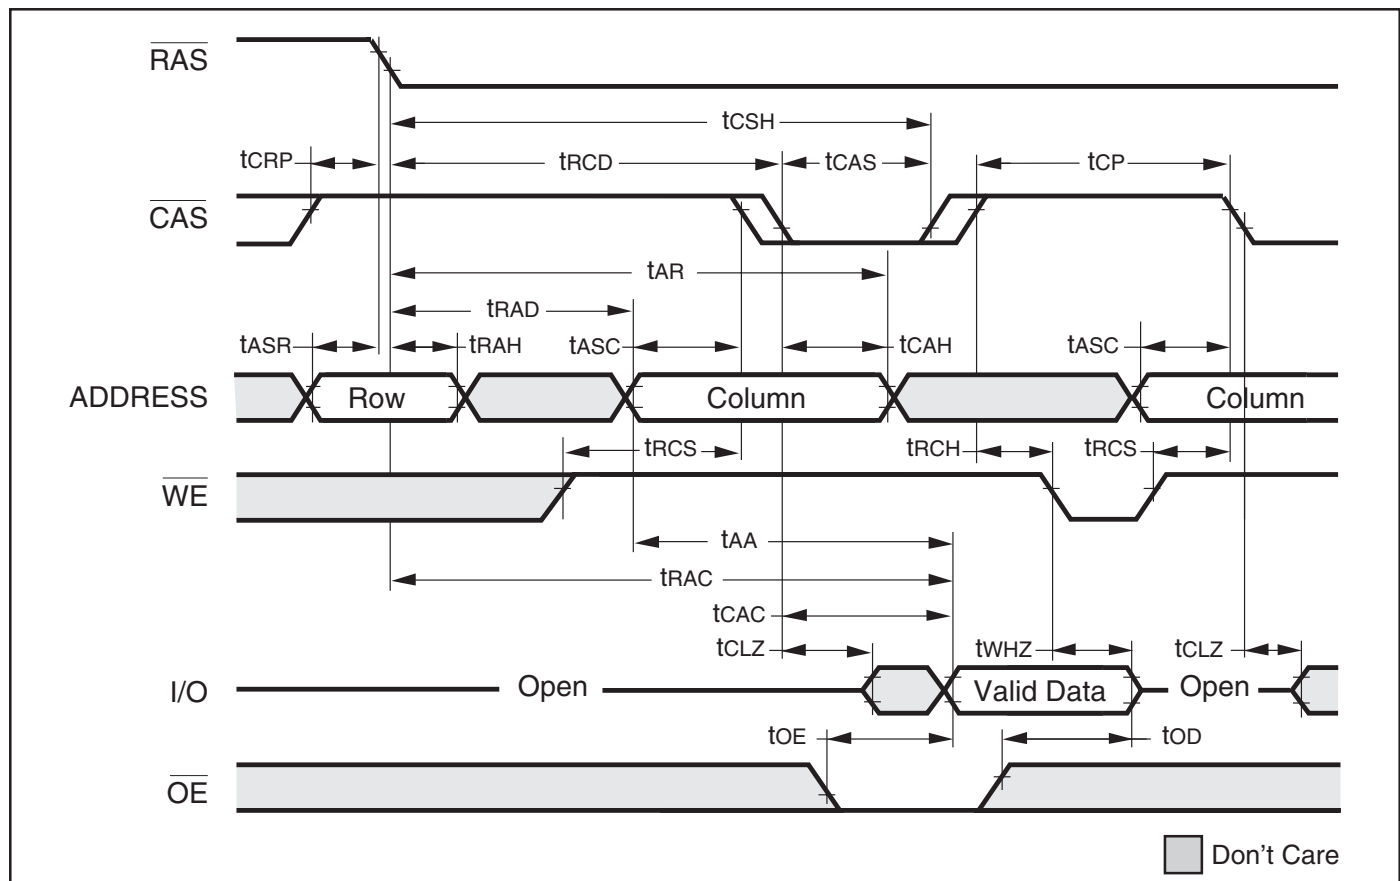 RAS
tCSH
tCRP tRCD tCAS tCP
CAS
tAR
tRAD
tASR tRAH tASC tCAH tASC
ADDRESS Row Column Column
tRCS tRCH tRCS
WE
tAA
tRAC
tCAC
tCLZ tWHZ tCLZ
I/O Open Valid Data Open
tOE tOD
OE
Don't Care